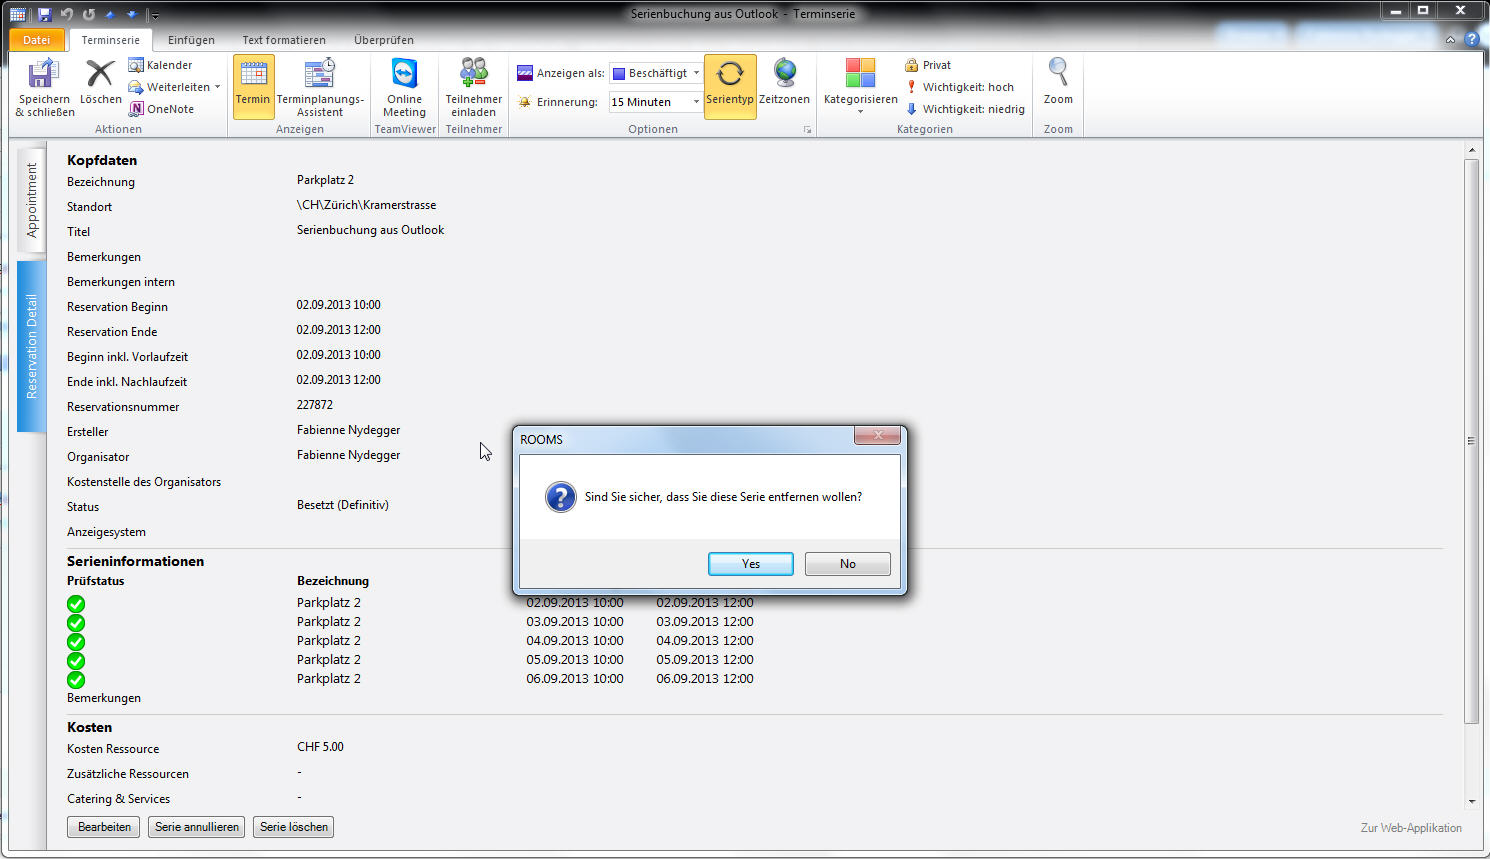 Serienbuchung aus Outlook - Terminserie
Datei Terminserie Einfügen Text formatieren Überprüfen
Speichern & schließen
Löschen
Kalender
Weiterleiten
OneNote
Aktionen
Termin
Terminplanungs-Assistent
Anzeigen
Online Meeting
TeamViewer
Teilnehmer einladen
Teilnehmer
Anzeigen als: Beschäftigt
Erinnerung: 15 Minuten
Serientyp
Zeitzonen
Optionen
Kategorisieren
Privat
Wichtigkeit: hoch
Wichtigkeit: niedrig
Kategorien
Zoom
Zoom
Appointment
Reservation Detail
Kopfdaten
Bezeichnung Parkplatz 2
Standort \CH\Zürich\Kramerstrasse
Titel Serienbuchung aus Outlook
Bemerkungen
Bemerkungen intern
Reservation Beginn 02.09.2013 10:00
Reservation Ende 02.09.2013 12:00
Beginn inkl. Vorlaufzeit 02.09.2013 10:00
Ende inkl. Nachlaufzeit 02.09.2013 12:00
Reservationsnummer 227872
Ersteller Fabienne Nydegger
Organisator Fabienne Nydegger
Kostenstelle des Organisators
Status Besetzt (Definitiv)
Anzeigesystem
ROOMS
Sind Sie sicher, dass Sie diese Serie entfernen wollen?
Yes No
Serieninformationen
Prüfstatus Bezeichnung
Parkplatz 2 02.09.2013 10:00 02.09.2013 12:00
Parkplatz 2 03.09.2013 10:00 03.09.2013 12:00
Parkplatz 2 04.09.2013 10:00 04.09.2013 12:00
Parkplatz 2 05.09.2013 10:00 05.09.2013 12:00
Parkplatz 2 06.09.2013 10:00 06.09.2013 12:00
Bemerkungen
Kosten
Kosten Ressource CHF 5.00
Zusätzliche Ressourcen -
Catering & Services -
Bearbeiten Serie annullieren Serie löschen Zur Web-Applikation